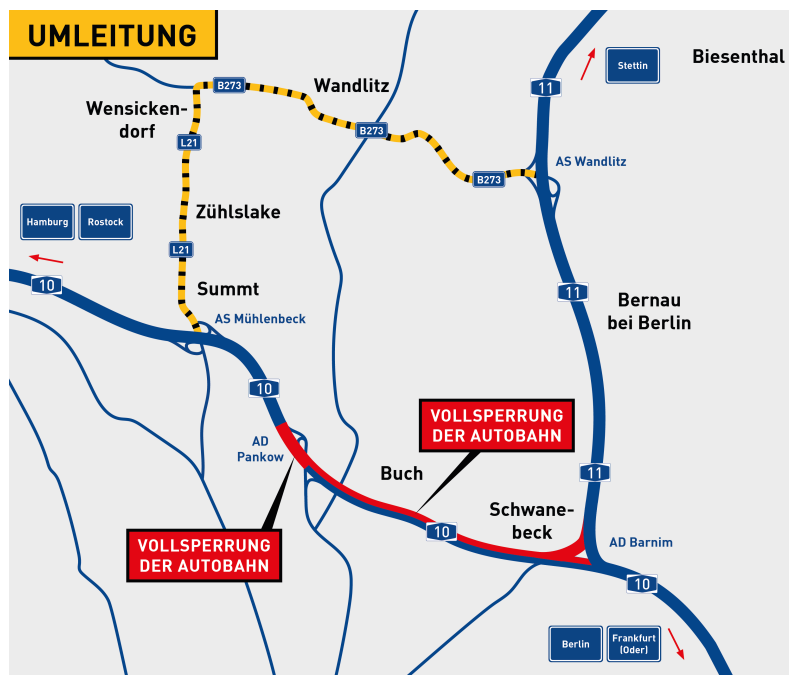 UMLEITUNG
Biesenthal
Stettin
11
B273
Wandlitz
Wensicken-
dorf
B273
L21
AS Wandlitz
B273
Zühlslake
Hamburg
Rostock
L21
10
Summt
11
Bernau
bei Berlin
AS Mühlenbeck
10
VOLLSPERRUNG
DER AUTOBAHN
AD
Pankow
Buch
11
Schwane-
beck
10
VOLLSPERRUNG
DER AUTOBAHN
AD Barnim
10
Berlin
Frankfurt
(Oder)